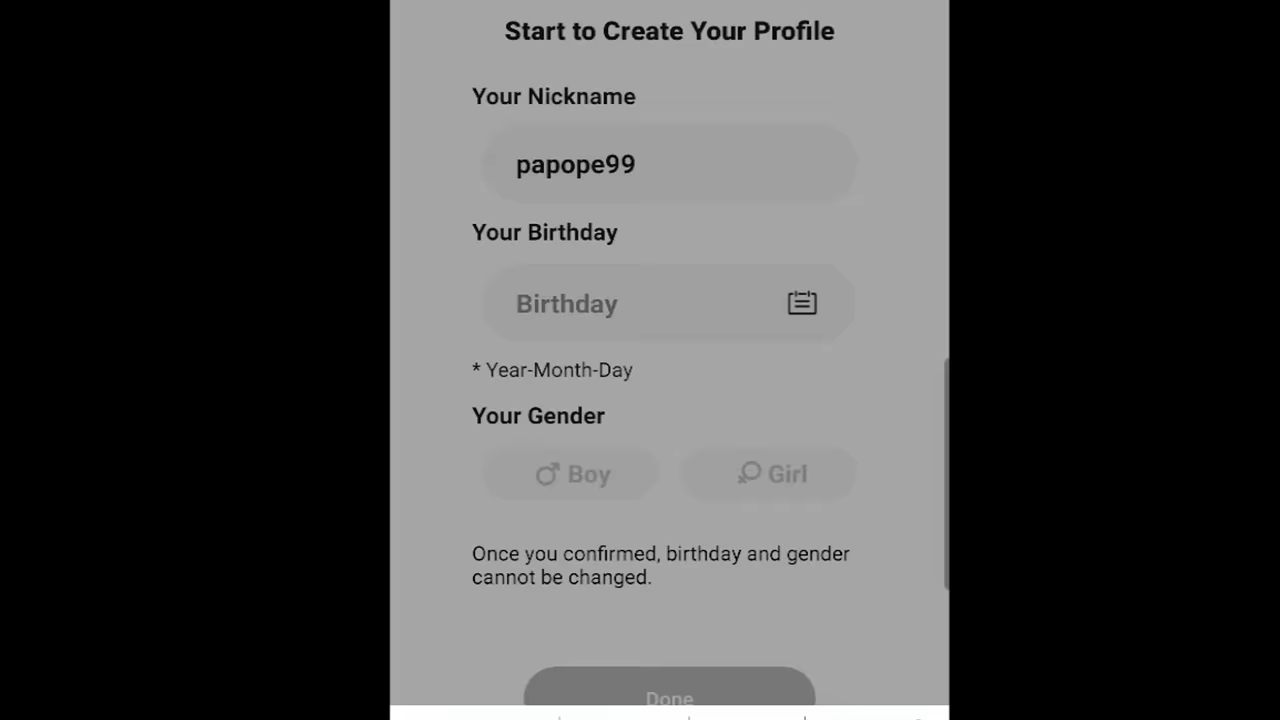 Start to Create Your Profile
Your Nickname
papope99
Your Birthday
Birthday
* Year-Month-Day
Your Gender
Boy
Girl
Once you confirmed, birthday and gender
cannot be changed.
Done